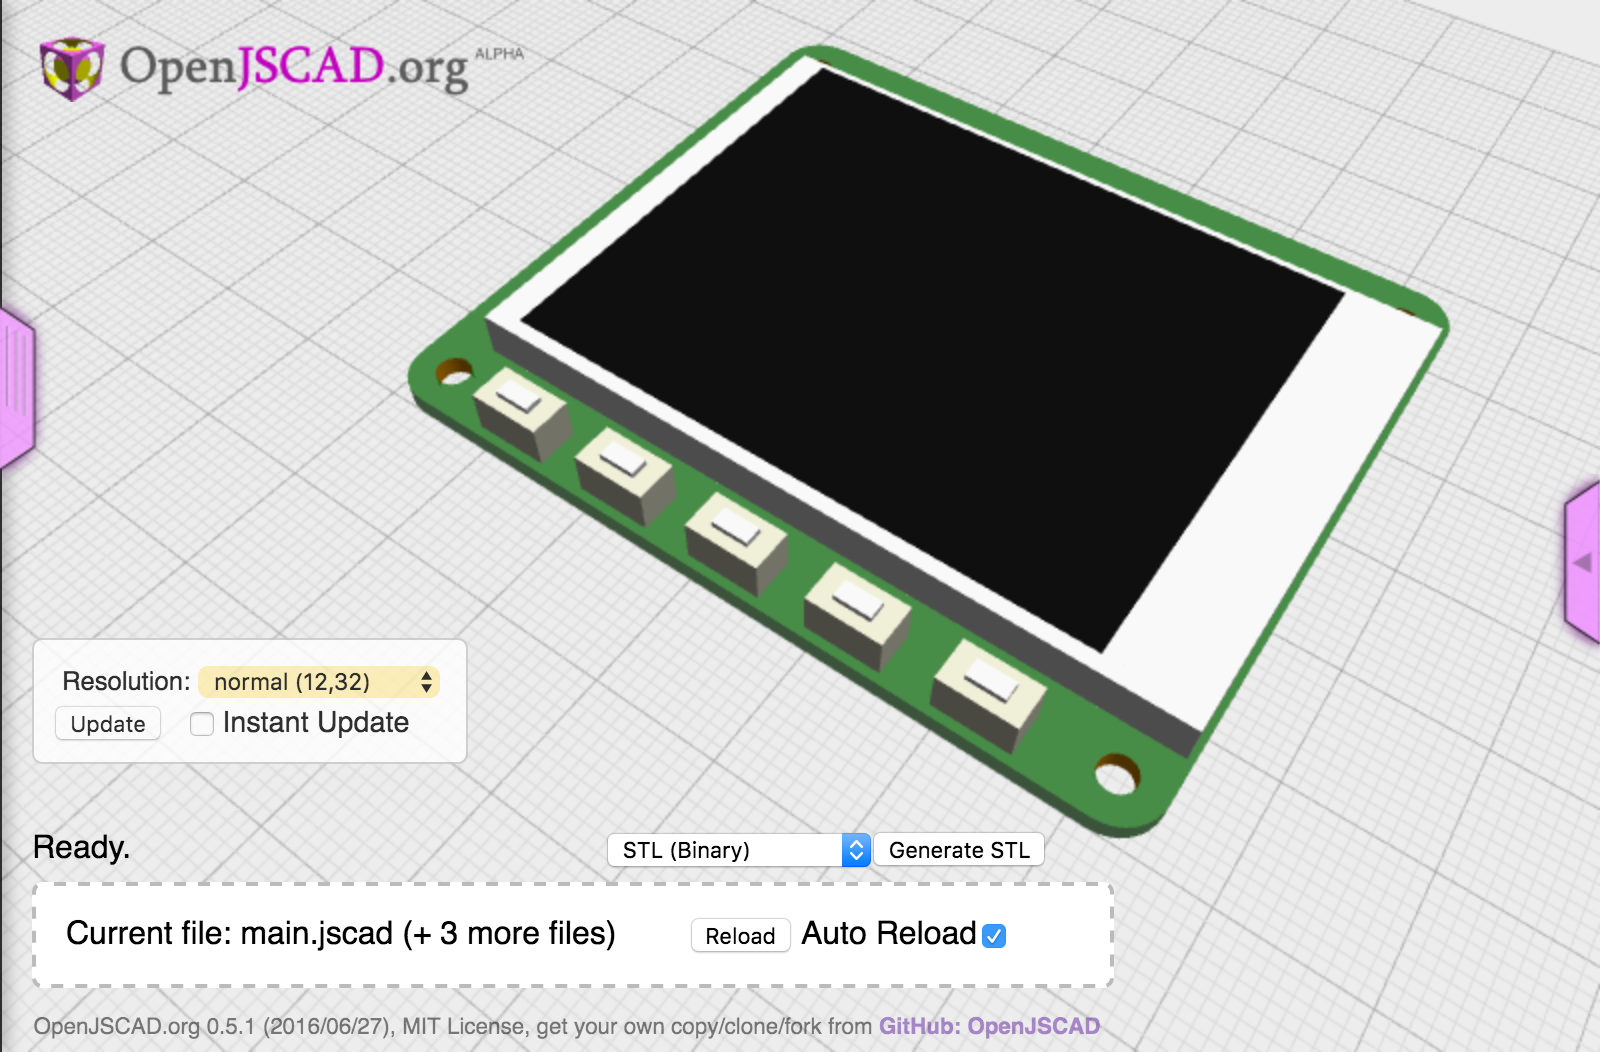 OpenJSCAD.org ALPHA
Resolution: normal (12,32)
Update Instant Update
Ready.
STL (Binary) Generate STL
Current file: main.jscad (+ 3 more files) Reload Auto Reload
OpenJSCAD.org 0.5.1 (2016/06/27), MIT License, get your own copy/clone/fork from GitHub: OpenJSCAD